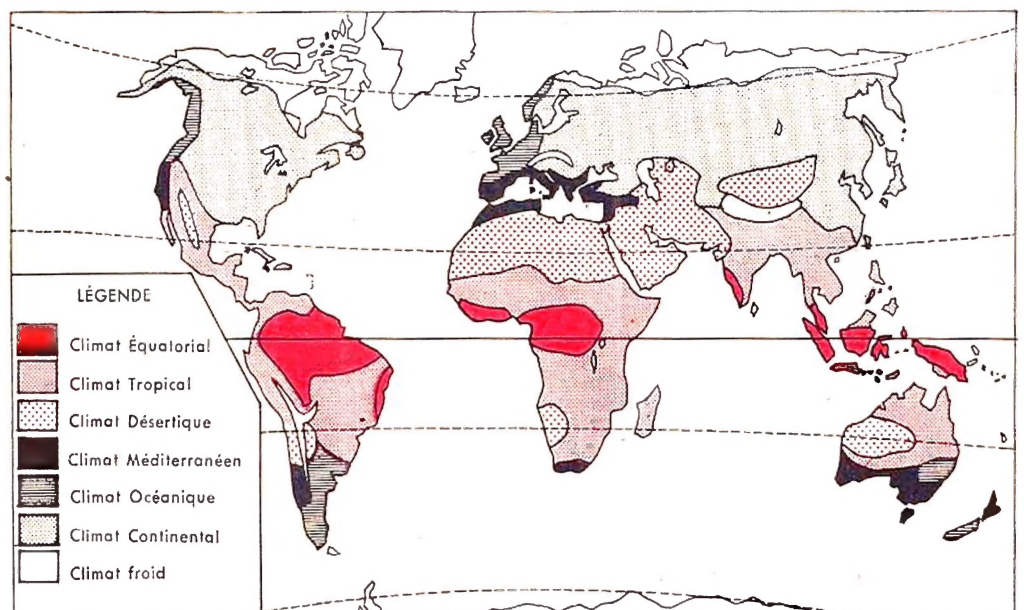 LÉGENDE
Climat Équatorial
Climat Tropical
Climat Désertique
Climat Méditerranéen
Climat Océanique
Climat Continental
Climat froid